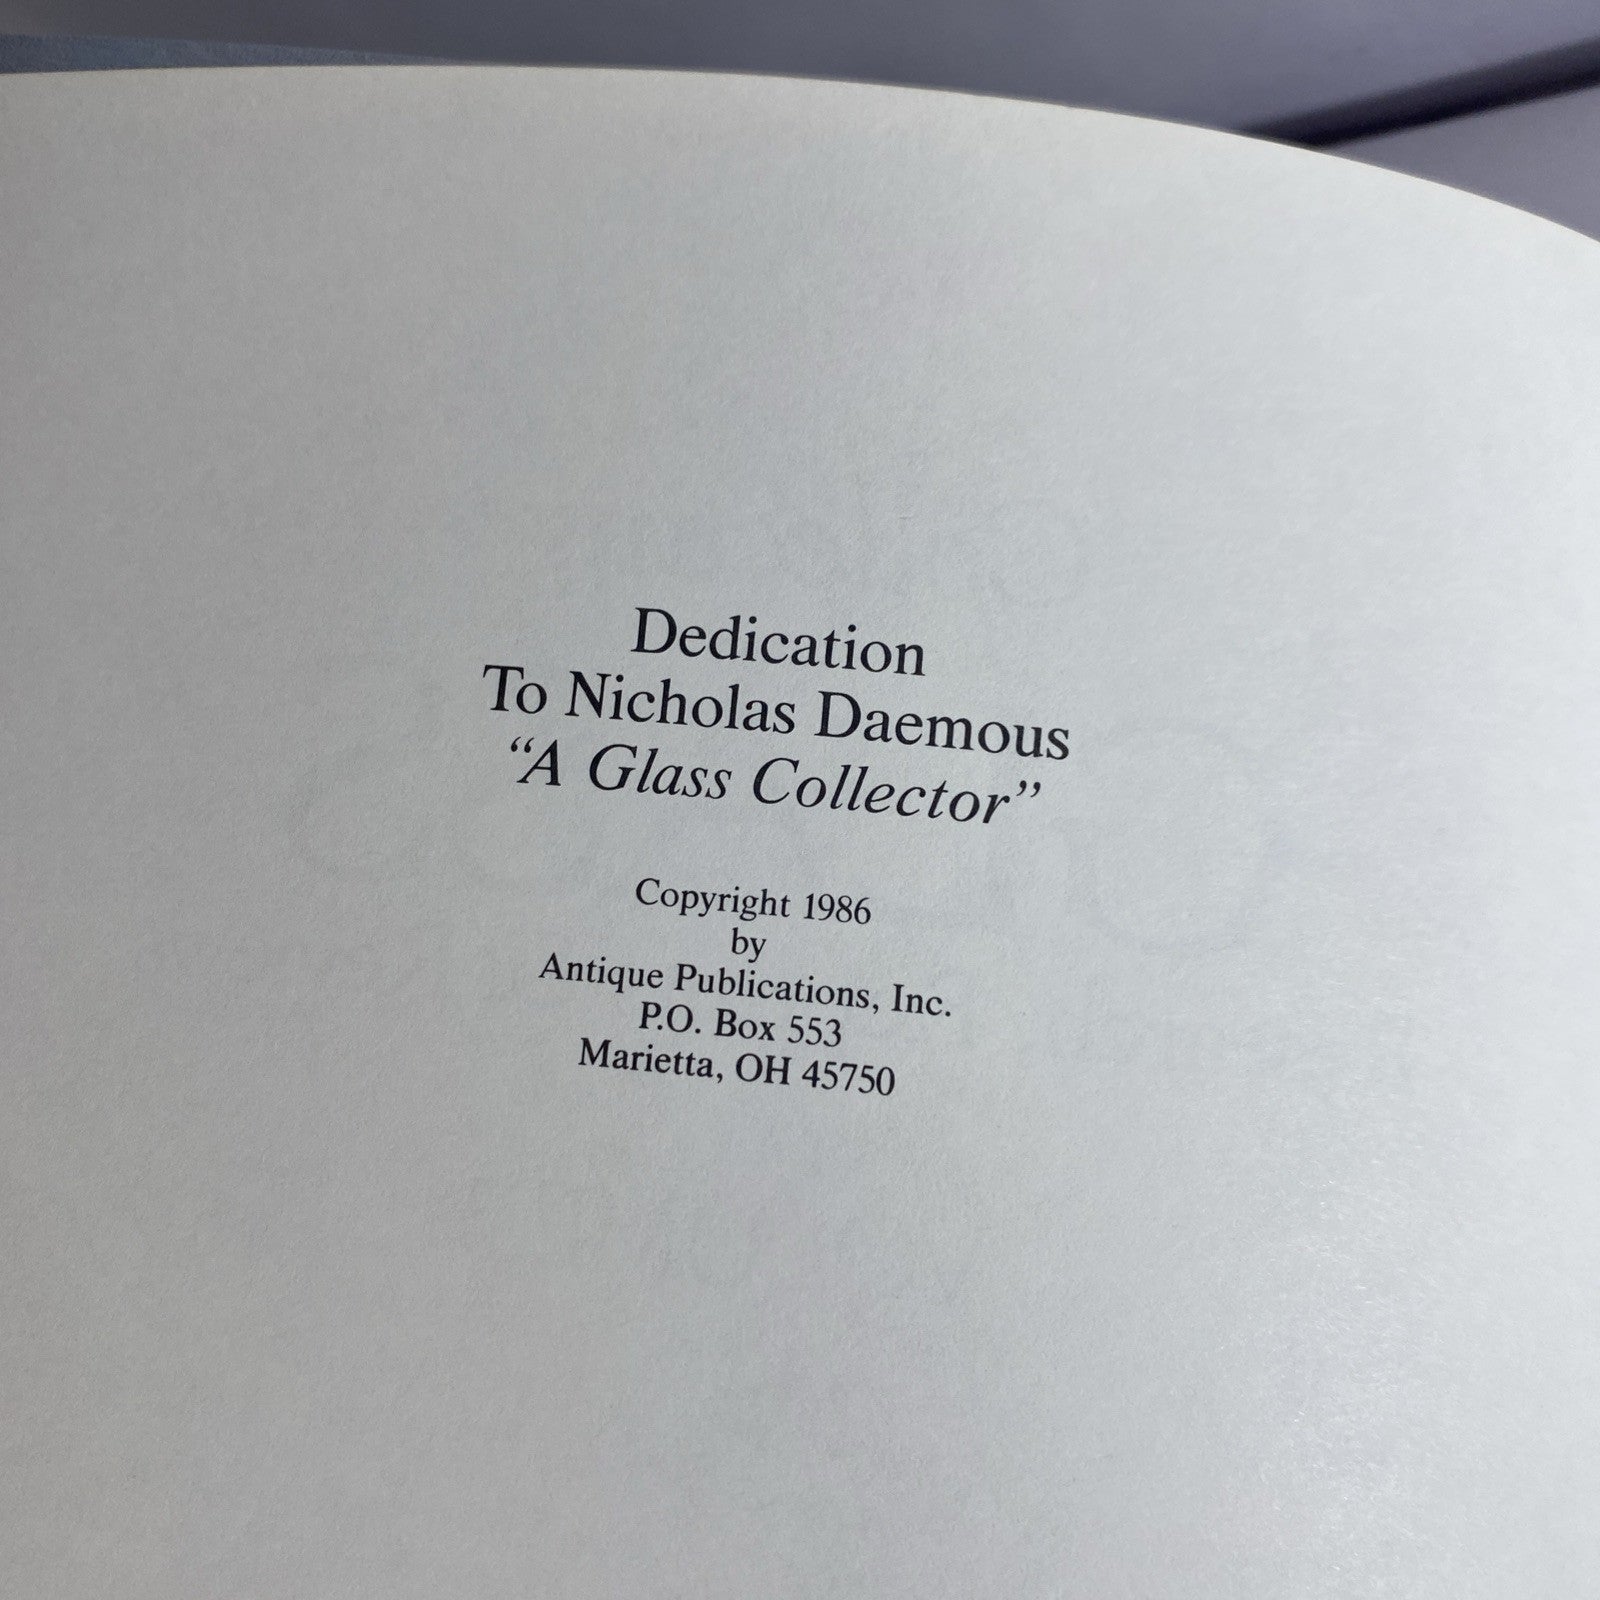 Dedication
To Nicholas Daemous
“A Glass Collector”
Copyright 1986
by
Antique Publications, Inc.
P.O. Box 553
Marietta, OH 45750